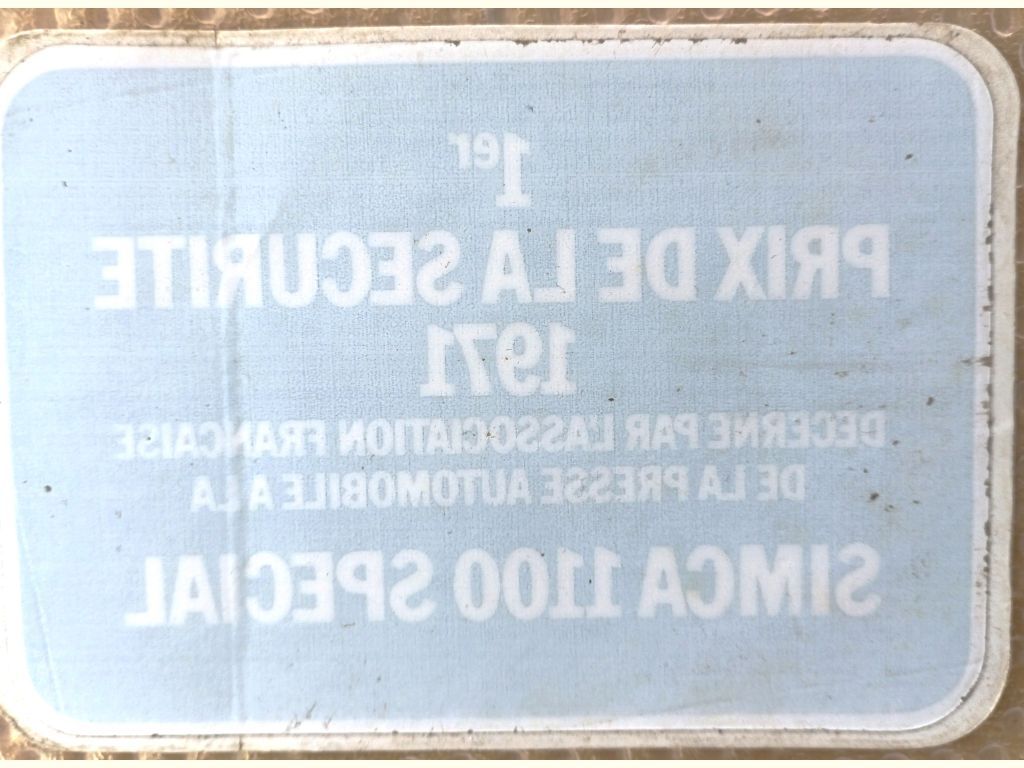 1er
PRIX DE LA SECURITE
1971
DECERNE PAR L'ASSOCIATION FRANCAISE
DE LA PRESSE AUTOMOBILE A LA
SIMCA 1100 SPECIAL